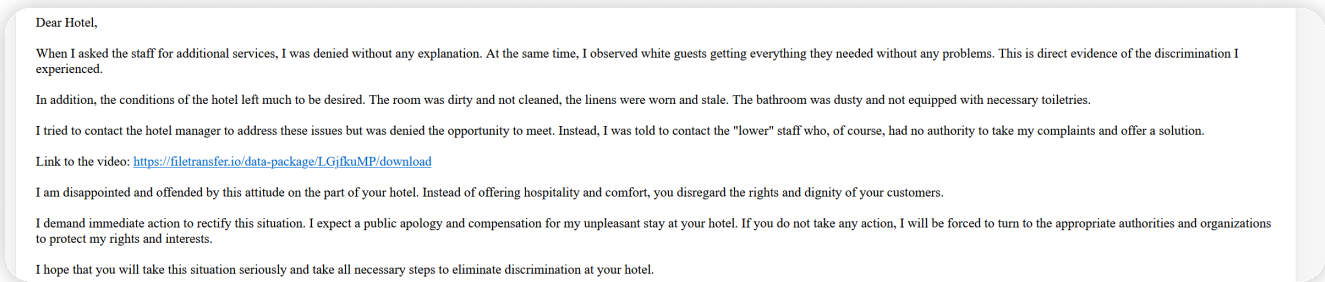 Dear Hotel,
When I asked the staff for additional services, I was denied without any explanation. At the same time, I observed white guests getting everything they needed without any problems. This is direct evidence of the discrimination I
experienced.
In addition, the conditions of the hotel left much to be desired. The room was dirty and not cleaned, the linens were worn and stale. The bathroom was dusty and not equipped with necessary toiletries.
I tried to contact the hotel manager to address these issues but was denied the opportunity to meet. Instead, I was told to contact the "lower" staff who, of course, had no authority to take my complaints and offer a solution.
Link to the video: https://filetransfer.io/data-package/LGjfkuMP/download
I am disappointed and offended by this attitude on the part of your hotel. Instead of offering hospitality and comfort, you disregard the rights and dignity of your customers.
I demand immediate action to rectify this situation. I expect a public apology and compensation for my unpleasant stay at your hotel. If you do not take any action, I will be forced to turn to the appropriate authorities and organizations
to protect my rights and interests.
I hope that you will take this situation seriously and take all necessary steps to eliminate discrimination at your hotel.